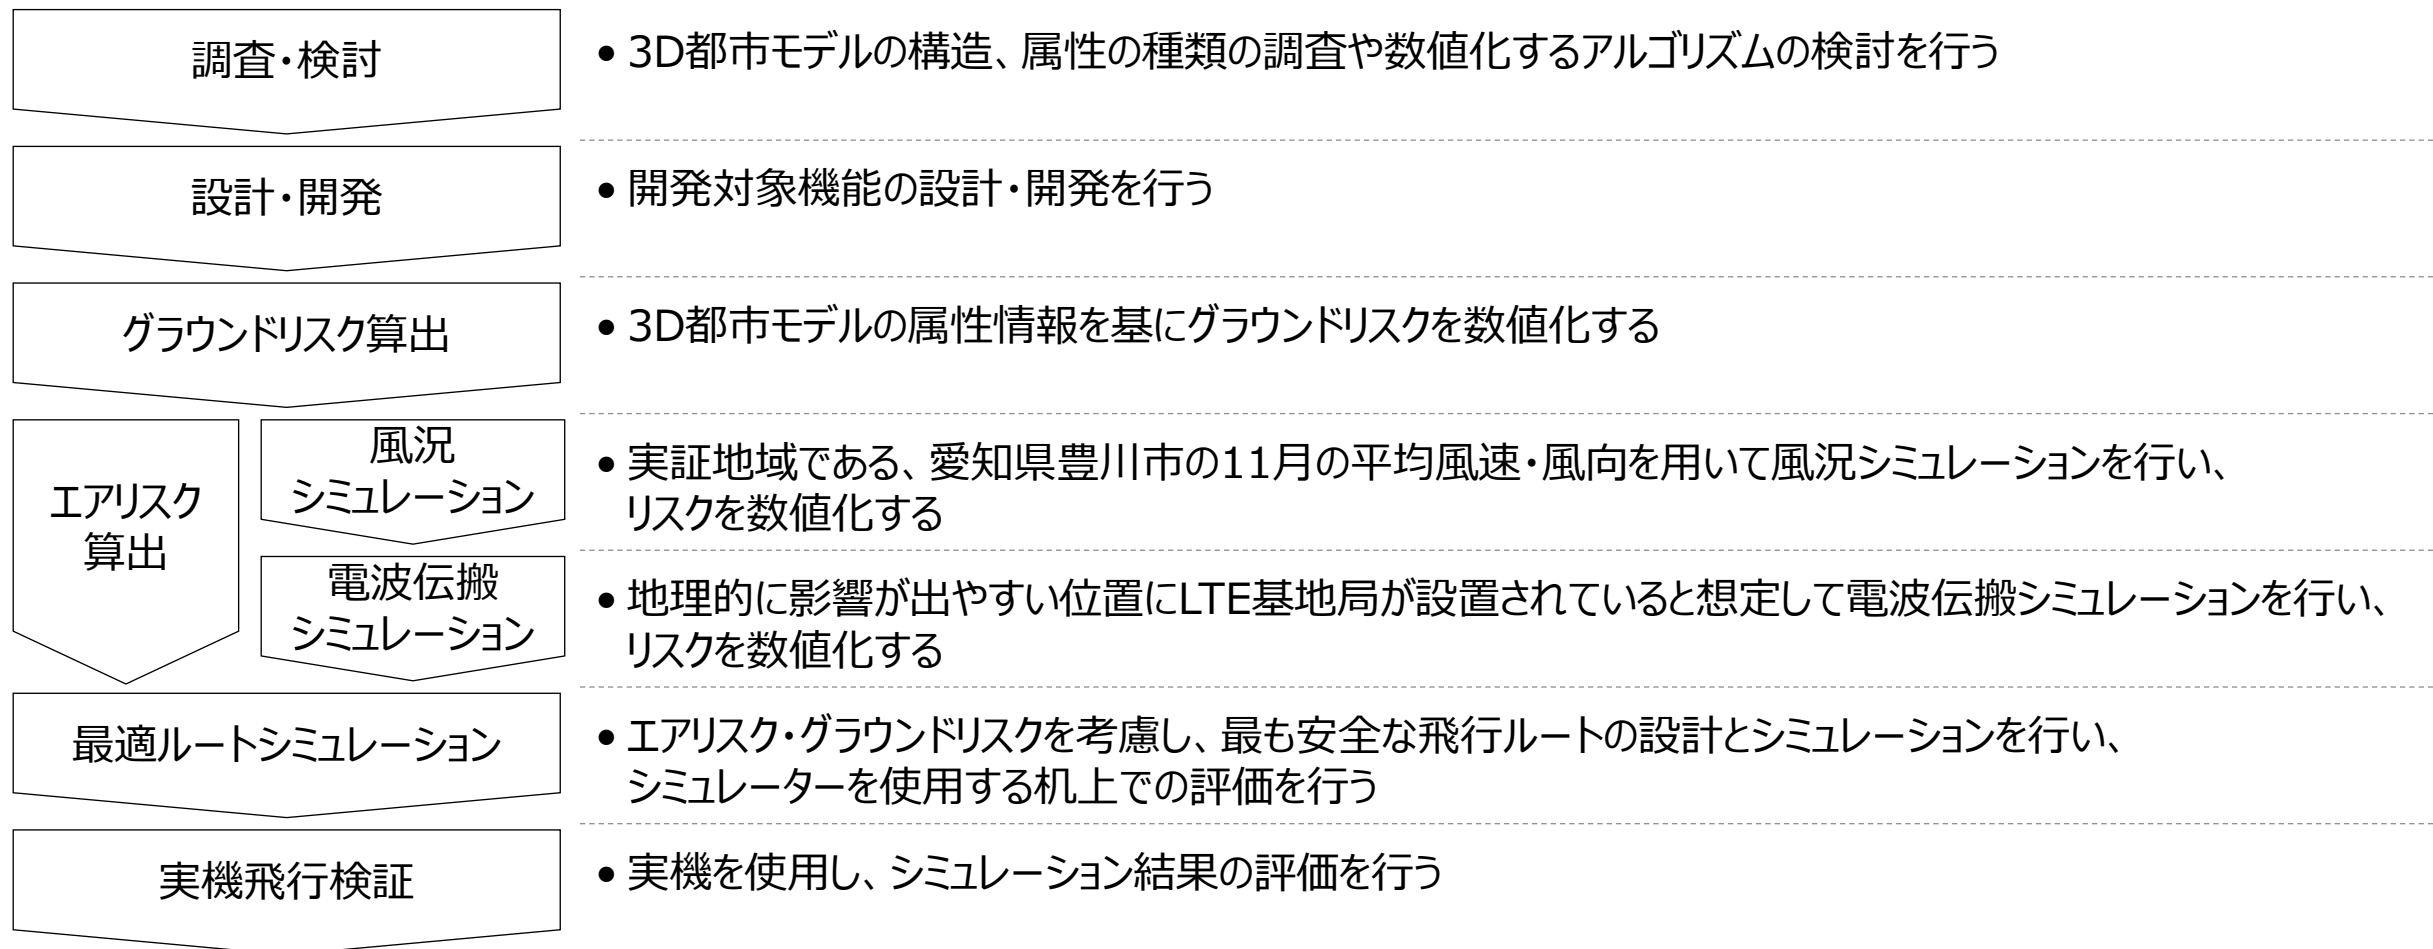 調査・検討
• 3D都市モデルの構造、属性の種類の調査や数値化するアルゴリズムの検討を行う
設計・開発
• 開発対象機能の設計・開発を行う
グラウンドリスク算出
• 3D都市モデルの属性情報を基にグラウンドリスクを数値化する
エアリスク
算出
風況
シミュレーション
• 実証地域である、愛知県豊川市の11月の平均風速・風向を用いて風況シミュレーションを行い、
リスクを数値化する
電波伝搬
シミュレーション
• 地理的に影響が出やすい位置にLTE基地局が設置されていると想定して電波伝搬シミュレーションを行い、
リスクを数値化する
最適ルートシミュレーション
• エアリスク・グラウンドリスクを考慮し、最も安全な飛行ルートの設計とシミュレーションを行い、
シミュレーターを使用する机上での評価を行う
実機飛行検証
• 実機を使用し、シミュレーション結果の評価を行う